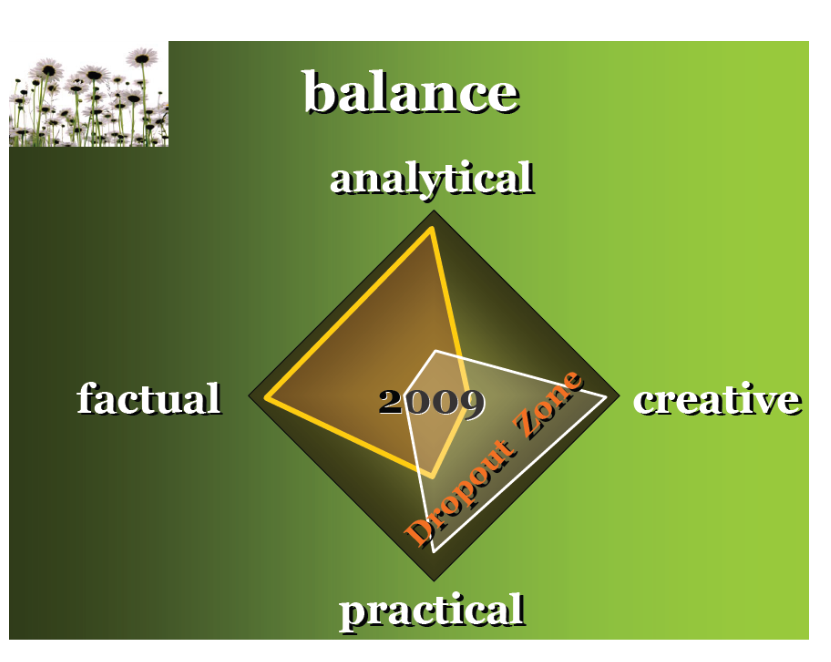 balance
analytical
factual
2009
creative
Dropout Zone
practical